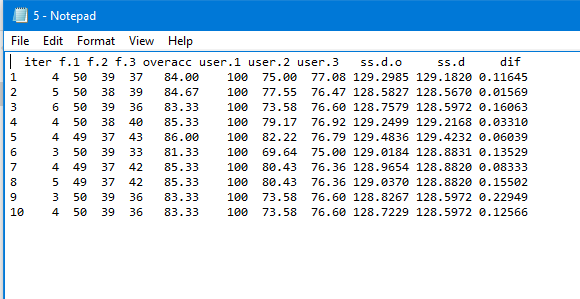 5 - Notepad
File Edit Format View Help
iter f.1 f.2 f.3 overacc user.1 user.2 user.3 ss.d.o ss.d dif
1 4 50 39 37 84.00 100 75.00 77.08 129.2985 129.1820 0.11645
2 5 50 38 39 84.67 100 77.55 76.47 128.5827 128.5670 0.01569
3 6 50 39 36 83.33 100 73.58 76.60 128.7579 128.5972 0.16063
4 4 50 38 40 85.33 100 79.17 76.92 129.2499 129.2168 0.03310
5 4 49 37 43 86.00 100 82.22 76.79 129.4836 129.4232 0.06039
6 3 50 39 33 81.33 100 69.64 75.00 129.0184 128.8831 0.13529
7 4 49 37 42 85.33 100 80.43 76.36 128.9654 128.8820 0.08333
8 5 49 37 42 85.33 100 80.43 76.36 129.0370 128.8820 0.15502
9 3 50 39 36 83.33 100 73.58 76.60 128.8267 128.5972 0.22949
10 4 50 39 36 83.33 100 73.58 76.60 128.7229 128.5972 0.12566